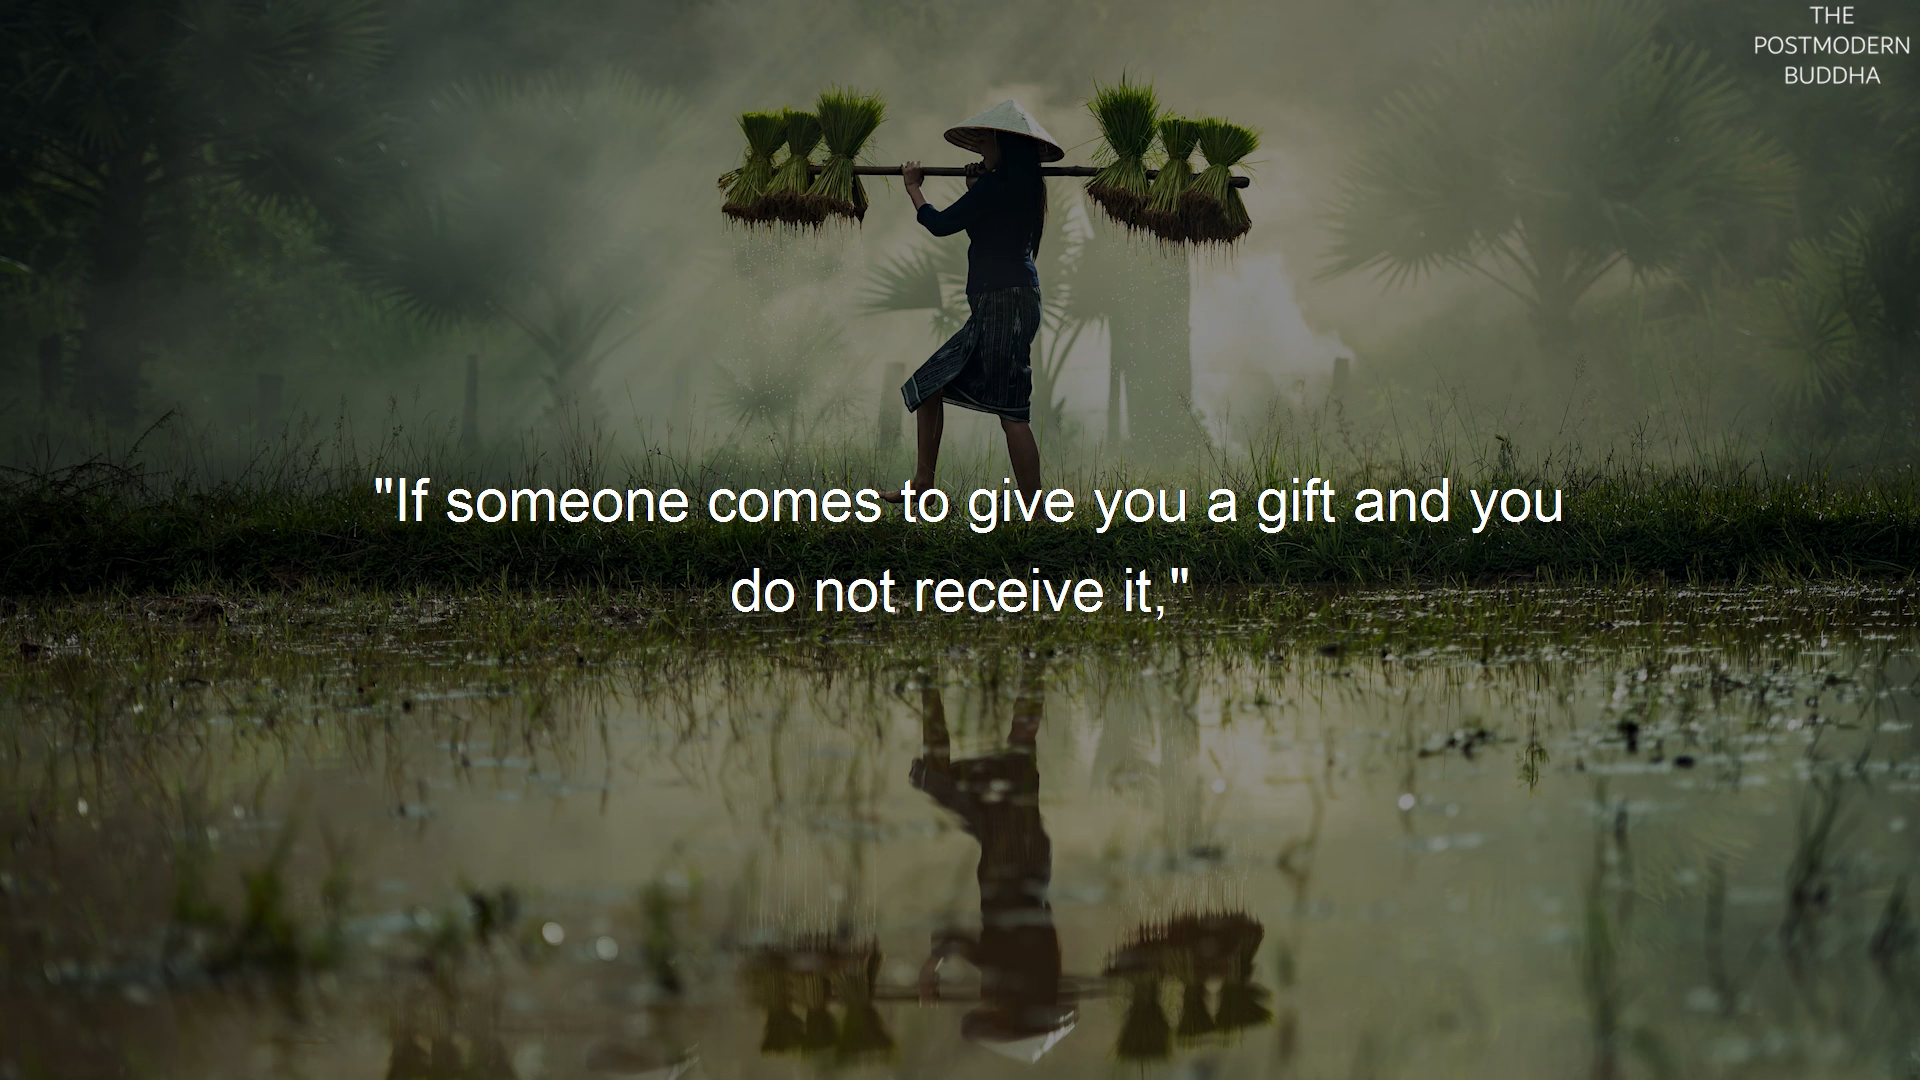 THE
POSTMODERN
BUDDHA
"If someone comes to give you a gift and you
do not receive it,"